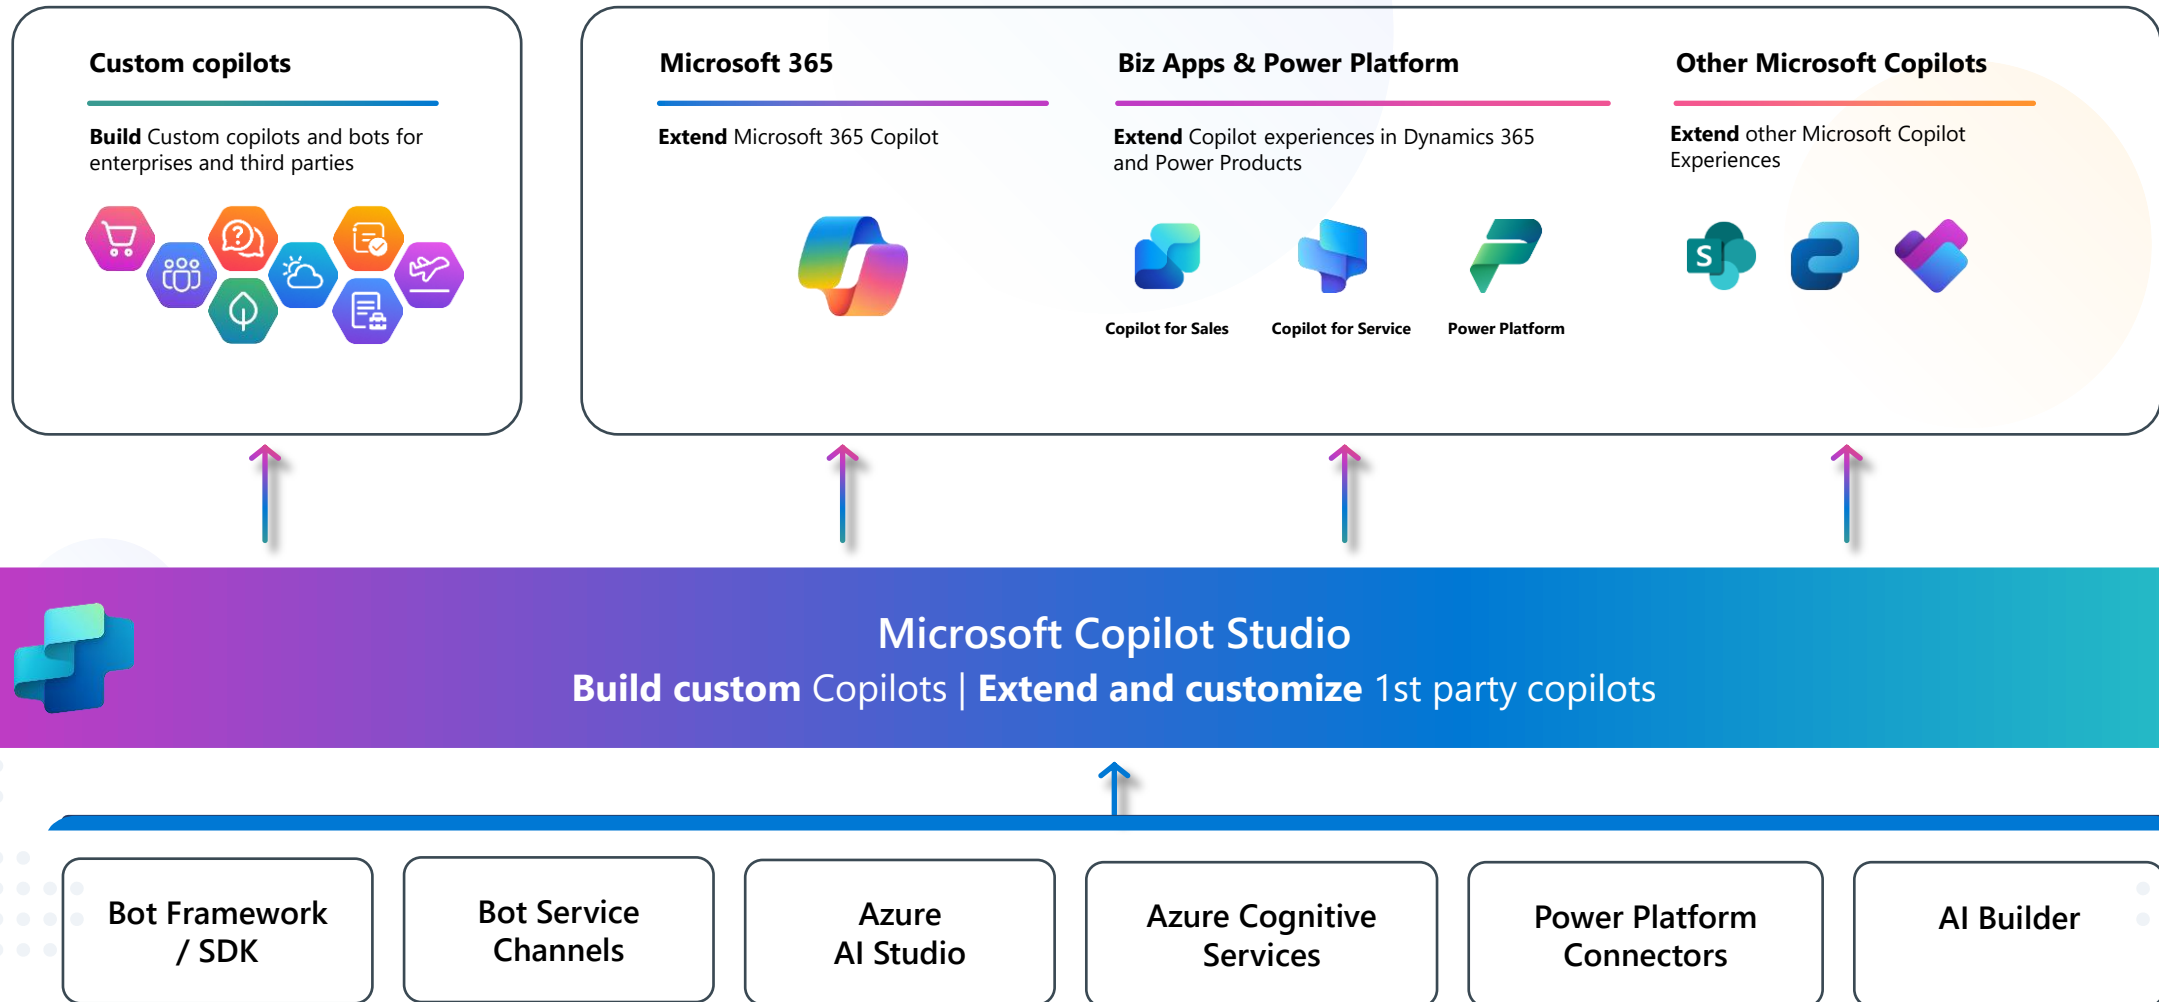 Custom copilots
Build Custom copilots and bots for
enterprises and third parties
Microsoft 365
Extend Microsoft 365 Copilot
Biz Apps & Power Platform
Extend Copilot experiences in Dynamics 365
and Power Products
Copilot for Sales
Copilot for Service
Power Platform
Other Microsoft Copilots
Extend other Microsoft Copilot
Experiences
S
Microsoft Copilot Studio
Build custom Copilots | Extend and customize 1st party copilots
Bot Framework
/ SDK
Bot Service
Channels
Azure
AI Studio
Azure Cognitive
Services
Power Platform
Connectors
AI Builder